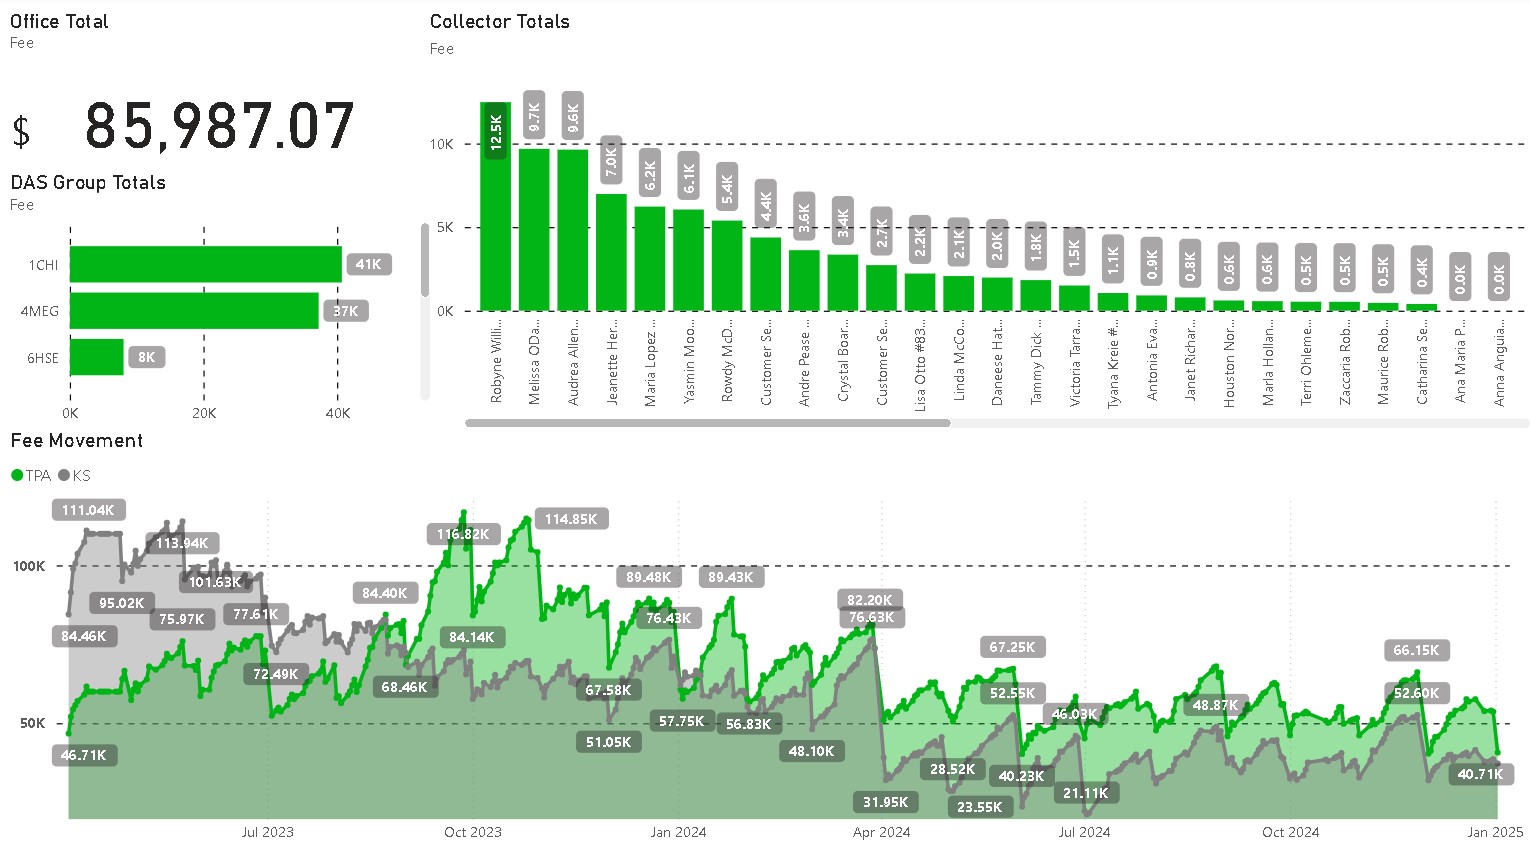 Office Total
Fee
$ 85,987.07
DAS Group Totals
Fee
1CHI 41K
4MEG 37K
6HSE 8K
0K 20K 40K
Collector Totals
Fee
10K
5K
0K
12.5K 9.7K 9.6K 7.0K 6.2K 6.1K 5.4K 4.4K 3.6K 3.4K 2.7K 2.2K 2.1K 2.0K 1.8K 1.5K 1.1K 0.9K 0.8K 0.6K 0.6K 0.5K 0.5K 0.5K 0.4K 0.0K 0.0K
Robyne Willi...
Melissa ODa...
Audrea Allen...
Jeanette Her...
Maria Lopez ...
Yasmin Moo...
Rowdy McD...
Customer Se...
Andre Pease ...
Crystal Boar...
Customer Se...
Lisa Otto #83...
Linda McCo...
Daneese Hat...
Tammy Dick ...
Victoria Tarra...
Tyana Kreie #...
Antonia Eva...
Janet Richar...
Houston Nor...
Marla Hollan...
Terri Ohleme...
Zaccaria Rob...
Maurice Rob...
Catharina Se...
Ana Maria P...
Anna Anguia...
Fee Movement
TPA KS
100K
50K
111.04K
84.46K
46.71K
95.02K
113.94K
75.97K
101.63K
77.61K
72.49K
84.40K
68.46K
116.82K
84.14K
114.85K
67.58K
51.05K
89.48K
76.43K
57.75K
89.43K
56.83K
48.10K
82.20K
76.63K
31.95K
28.52K
23.55K
67.25K
52.55K
40.23K
46.03K
21.11K
48.87K
66.15K
52.60K
40.71K
Jul 2023 Oct 2023 Jan 2024 Apr 2024 Jul 2024 Oct 2024 Jan 2025